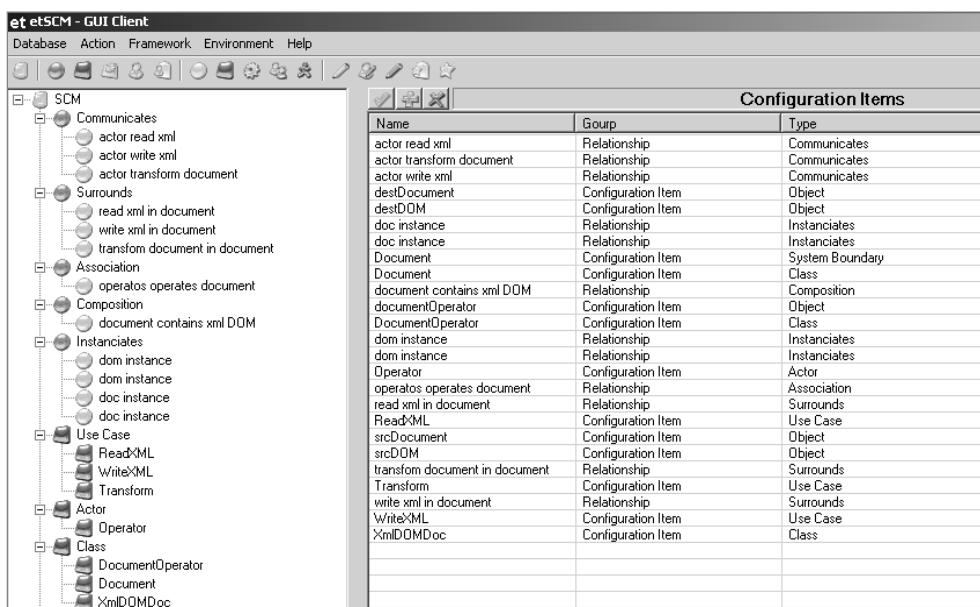 et etSCM - GUI Client
Database Action Framework Environment Help
SCM
Communicates
actor read xml
actor write xml
actor transform document
Surrounds
read xml in document
write xml in document
transfom document in document
Association
operatos operates document
Composition
document contains xml DOM
Instanciates
dom instance
dom instance
doc instance
doc instance
Use Case
ReadXML
WriteXML
Transform
Actor
Operator
Class
DocumentOperator
Document
XmlDOMDoc
Configuration Items
Name Gourp Type
actor read xml Relationship Communicates
actor transform document Relationship Communicates
actor write xml Relationship Communicates
destDocument Configuration Item Object
destDOM Configuration Item Object
doc instance Relationship Instanciates
doc instance Relationship Instanciates
Document Configuration Item System Boundary
Document Configuration Item Class
document contains xml DOM Relationship Composition
documentOperator Configuration Item Object
DocumentOperator Configuration Item Class
dom instance Relationship Instanciates
dom instance Relationship Instanciates
Operator Configuration Item Actor
operatos operates document Relationship Association
read xml in document Relationship Surrounds
ReadXML Configuration Item Use Case
srcDocument Configuration Item Object
srcDOM Configuration Item Object
transfom document in document Relationship Surrounds
Transform Configuration Item Use Case
write xml in document Relationship Surrounds
WriteXML Configuration Item Use Case
XmlDOMDoc Configuration Item Class